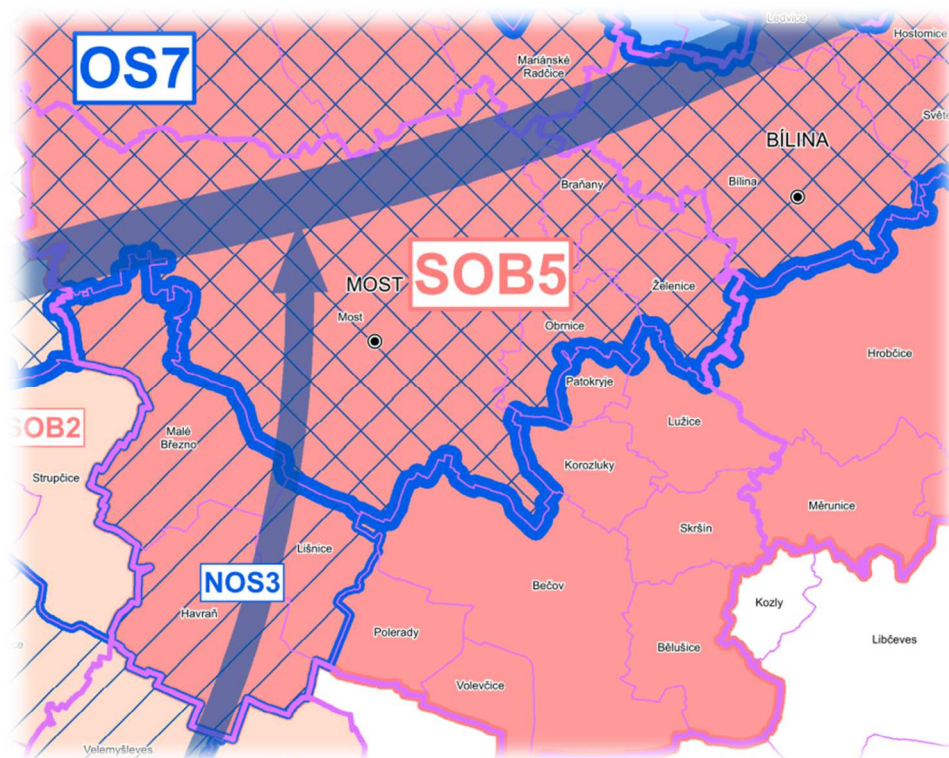 Ledvice
Hostomice
OS7
Mariánské
Radčice
Světec
BÍLINA
Bílina
Braňany
SOB5
MOST
Želenice
Most
Obrnice
Hrobčice
Patokryje
SOB2
Malé
Březno
Lužice
Strupčice
Korozluky
Měrunice
Skršín
Lišnice
NOS3
Bečov
Kozly
Havraň
Polerady
Libčeves
Bělušice
Volevčice
Velemyšleves